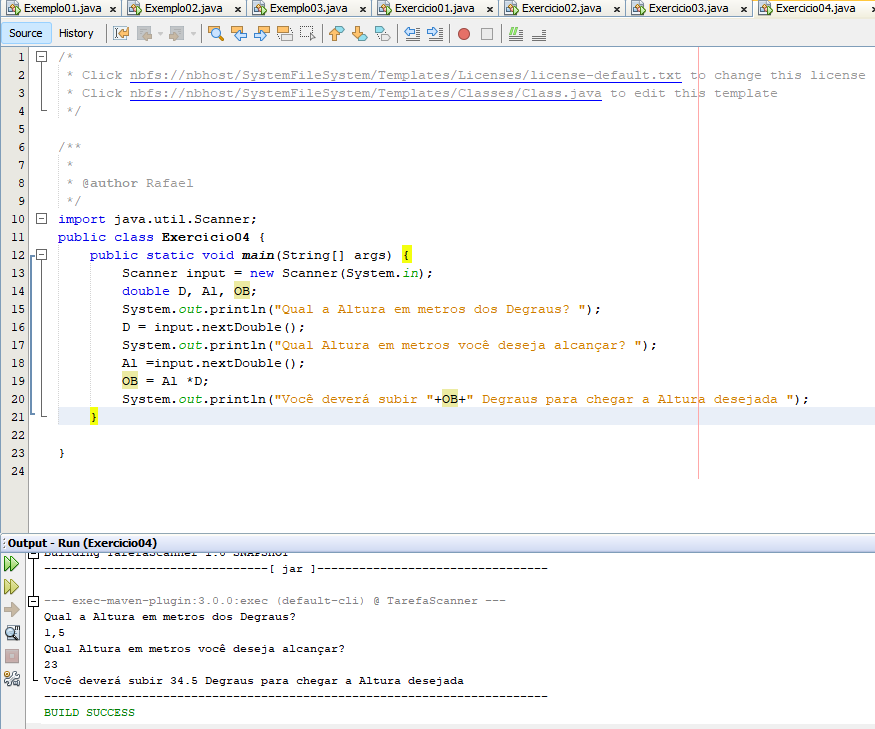 Exemplo01.java × Exemplo02.java × Exemplo03.java × Exercicio01.java × Exercicio02.java × Exercicio03.java × Exercicio04.java ×
Source History
1 /*
2 * Click nbfs://nbhost/SystemFileSystem/Templates/Licenses/license-default.txt to change this license
3 * Click nbfs://nbhost/SystemFileSystem/Templates/Classes/Class.java to edit this template
4 */
5
6 /**
7 *
8 * @author Rafael
9 */
10 import java.util.Scanner;
11 public class Exercicio04 {
12 public static void main(String[] args) {
13 Scanner input = new Scanner(System.in);
14 double D, Al, OB;
15 System.out.println("Qual a Altura em metros dos Degraus? ");
16 D = input.nextDouble();
17 System.out.println("Qual Altura em metros você deseja alcançar? ");
18 Al =input.nextDouble();
19 OB = Al *D;
20 System.out.println("Você deverá subir "+OB+" Degraus para chegar a Altura desejada ");
21 }
22
23 }
24
Output - Run (Exercicio04)
Building TarefaScanner 1.0 SNAPSHOT
--------------------------------[ jar ]---------------------------------
--- exec-maven-plugin:3.0.0:exec (default-cli) @ TarefaScanner ---
Qual a Altura em metros dos Degraus?
1,5
Qual Altura em metros você deseja alcançar?
23
Você deverá subir 34.5 Degraus para chegar a Altura desejada
------------------------------------------------------------------------
BUILD SUCCESS